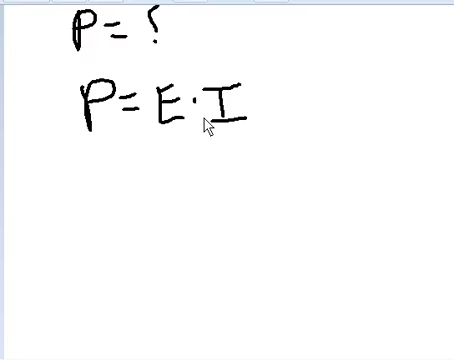 P = ?
P = E · I